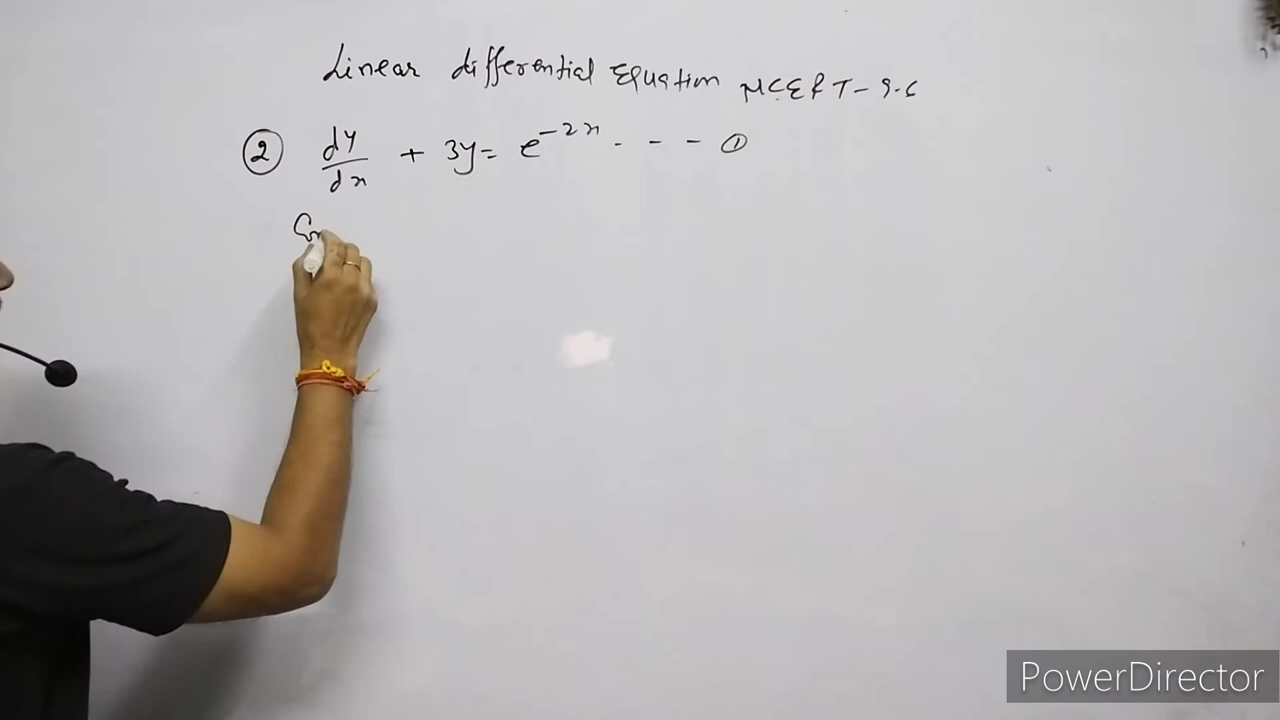 Linear differential Equation NCERT-9.6
② dy/dx + 3y = e^-2x - - - ①
PowerDirector